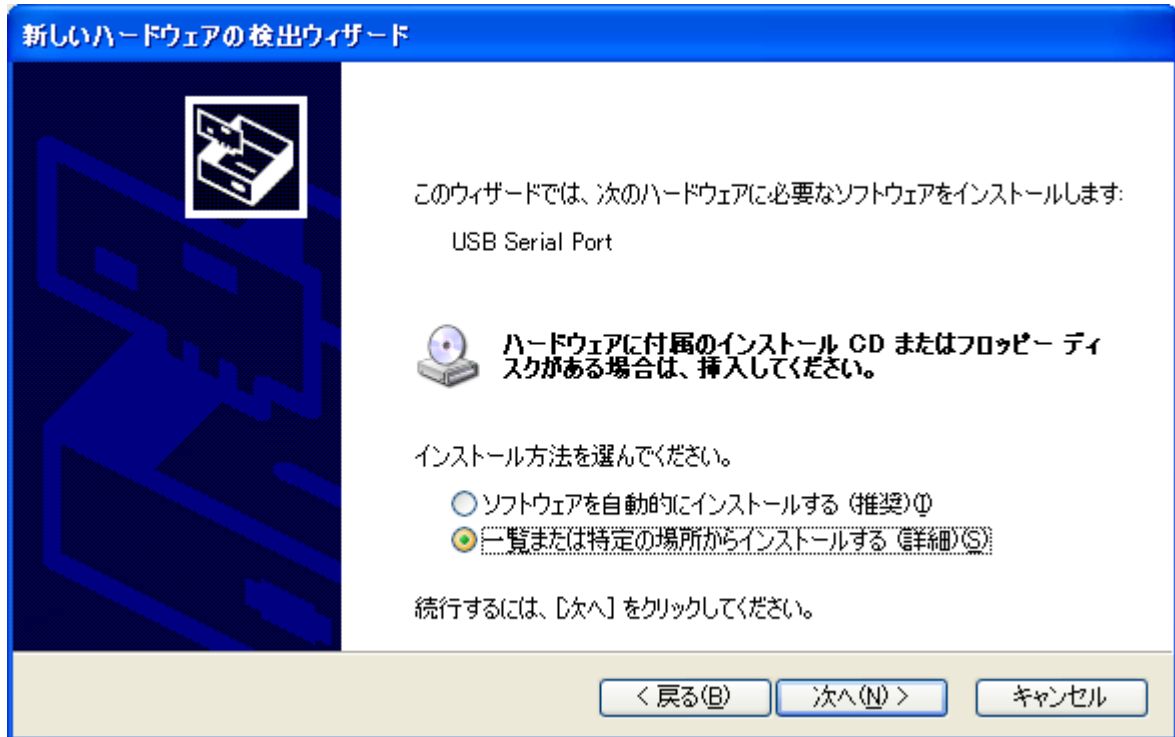 新しいハードウェアの検出ウィザード
このウィザードでは、次のハードウェアに必要なソフトウェアをインストールします:
USB Serial Port
ハードウェアに付属のインストール CD またはフロッピー ディ
スクがある場合は、挿入してください。
インストール方法を選んでください。
ソフトウェアを自動的にインストールする (推奨)(I)
一覧または特定の場所からインストールする (詳細)(S)
続行するには、[次へ] をクリックしてください。
< 戻る(B) 次へ(N) > キャンセル